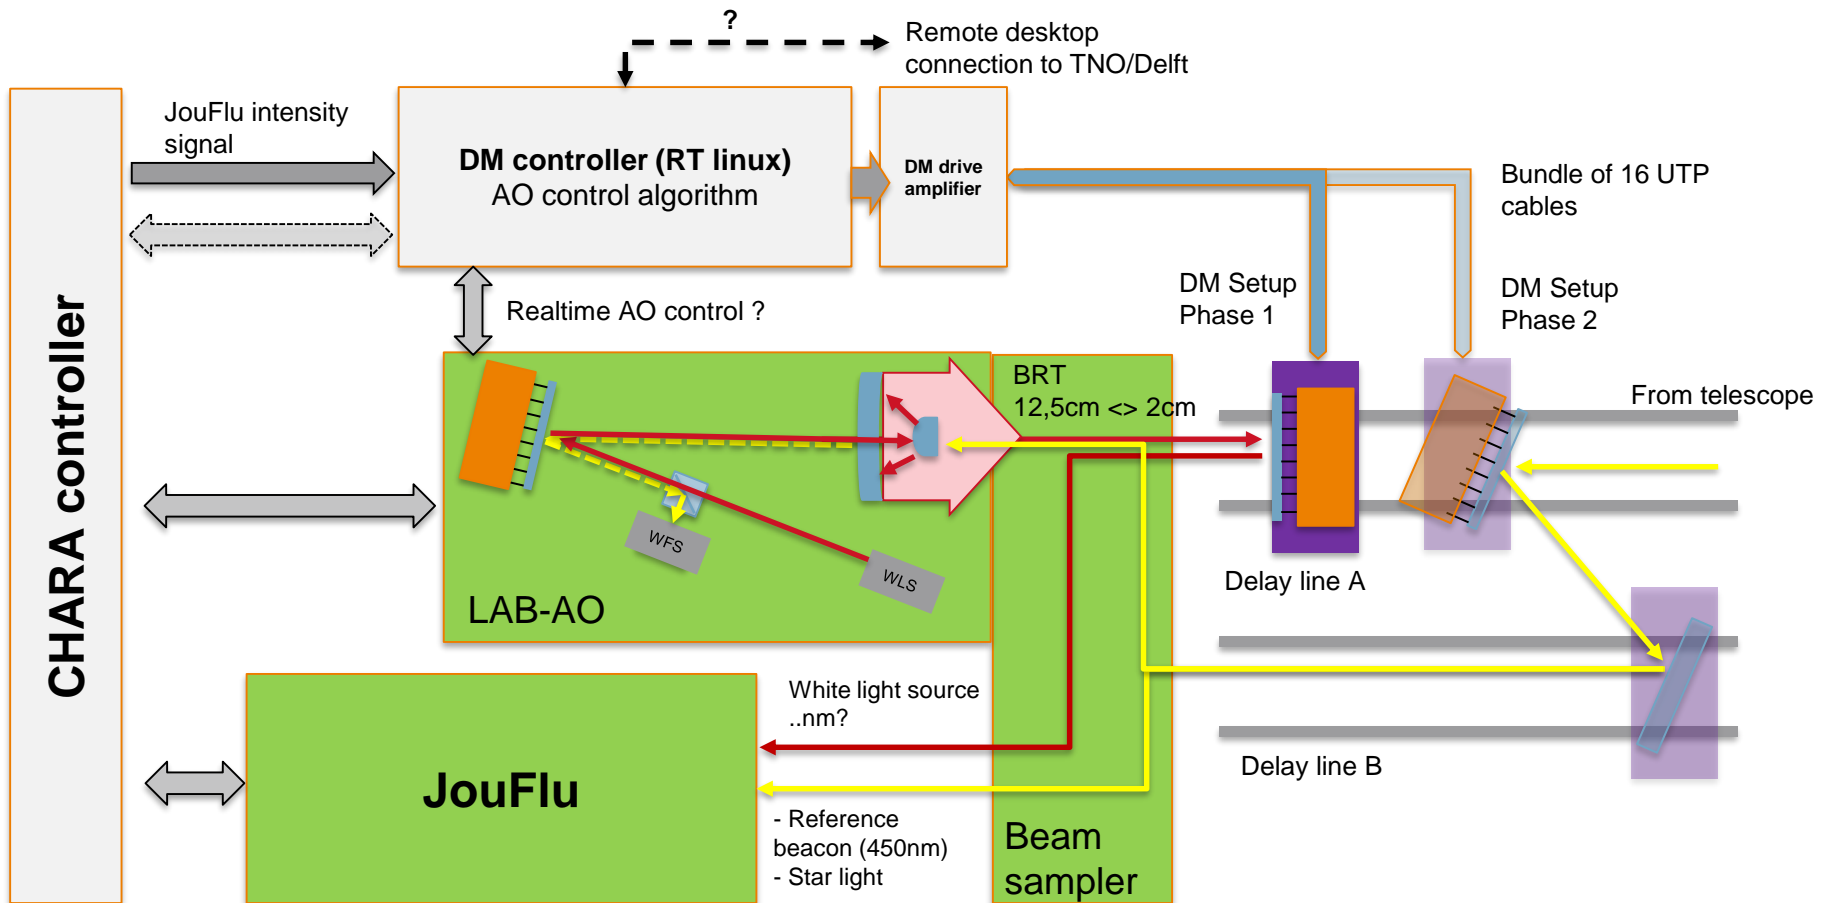 ?
Remote desktop
connection to TNO/Delft
JouFlu intensity
signal
DM controller (RT linux)
AO control algorithm
DM drive
amplifier
Bundle of 16 UTP
cables
DM Setup
Phase 1
DM Setup
Phase 2
Realtime AO control ?
CHARA controller
BRT
12,5cm <> 2cm
From telescope
WFS
WLS
LAB-AO
Delay line A
White light source
..nm?
JouFlu
Delay line B
- Reference
beacon (450nm)
- Star light
Beam
sampler